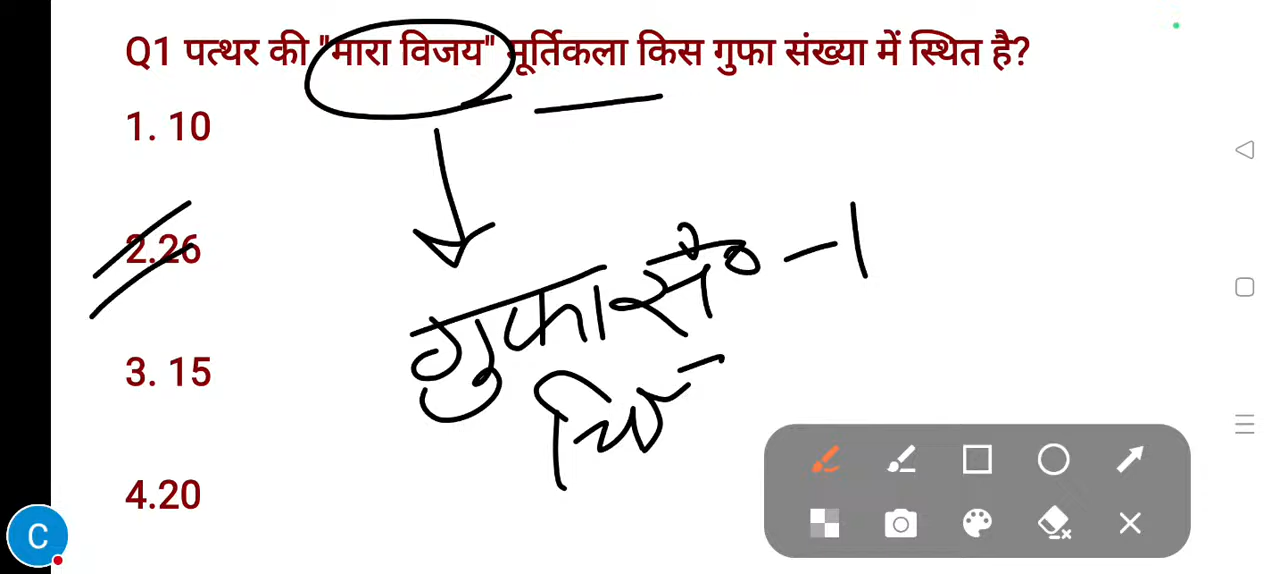 Q1 पत्थर की "मारा विजय" मूर्तिकला किस गुफा संख्या में स्थित है?
1. 10
2.26
गुफा सं० - 1
3. 15
4.20
C